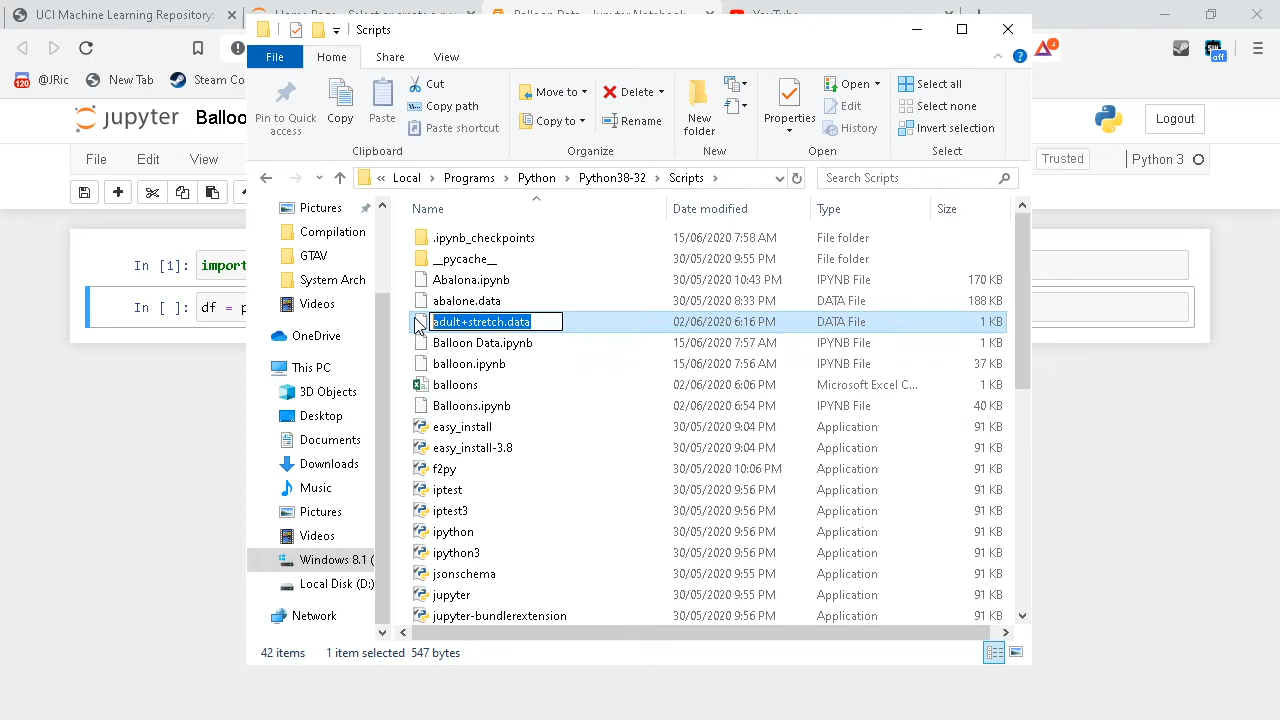 UCI Machine Learning Repository
Home Page - Select or create a n
Balloon Data - Jupyter Notebook
YouTube
Scripts
File
Home
Share
View
@JRic
New Tab
Steam Co
off
Pin to Quick access
Copy
Paste
Cut
Copy path
Paste shortcut
Move to
Copy to
Delete
Rename
New folder
Properties
Open
Edit
History
Select all
Select none
Invert selection
Clipboard
Organize
New
Open
Select
jupyter
Balloo
Logout
File
Edit
View
Trusted
Python 3
« Local > Programs > Python > Python38-32 > Scripts >
Search Scripts
Pictures
Compilation
GTAV
System Arch
Videos
OneDrive
This PC
3D Objects
Desktop
Documents
Downloads
Music
Pictures
Videos
Windows 8.1 (
Local Disk (D:)
Network
Name Date modified Type Size
.ipynb_checkpoints 15/06/2020 7:58 AM File folder
__pycache__ 30/05/2020 9:55 PM File folder
Abalona.ipynb 30/05/2020 10:43 PM IPYNB File 170 KB
abalone.data 30/05/2020 8:33 PM DATA File 188 KB
adult+stretch.data 02/06/2020 6:16 PM DATA File 1 KB
Balloon Data.ipynb 15/06/2020 7:57 AM IPYNB File 1 KB
balloon.ipynb 15/06/2020 7:56 AM IPYNB File 37 KB
balloons 02/06/2020 6:06 PM Microsoft Excel C... 1 KB
Balloons.ipynb 02/06/2020 6:54 PM IPYNB File 40 KB
easy_install 30/05/2020 9:04 PM Application 91 KB
easy_install-3.8 30/05/2020 9:04 PM Application 91 KB
f2py 30/05/2020 10:06 PM Application 91 KB
iptest 30/05/2020 9:56 PM Application 91 KB
iptest3 30/05/2020 9:56 PM Application 91 KB
ipython 30/05/2020 9:56 PM Application 91 KB
ipython3 30/05/2020 9:56 PM Application 91 KB
jsonschema 30/05/2020 9:55 PM Application 91 KB
jupyter 30/05/2020 9:55 PM Application 91 KB
jupyter-bundlerextension 30/05/2020 9:56 PM Application 91 KB
In [1]: import
In [ ]: df = p
42 items 1 item selected 547 bytes